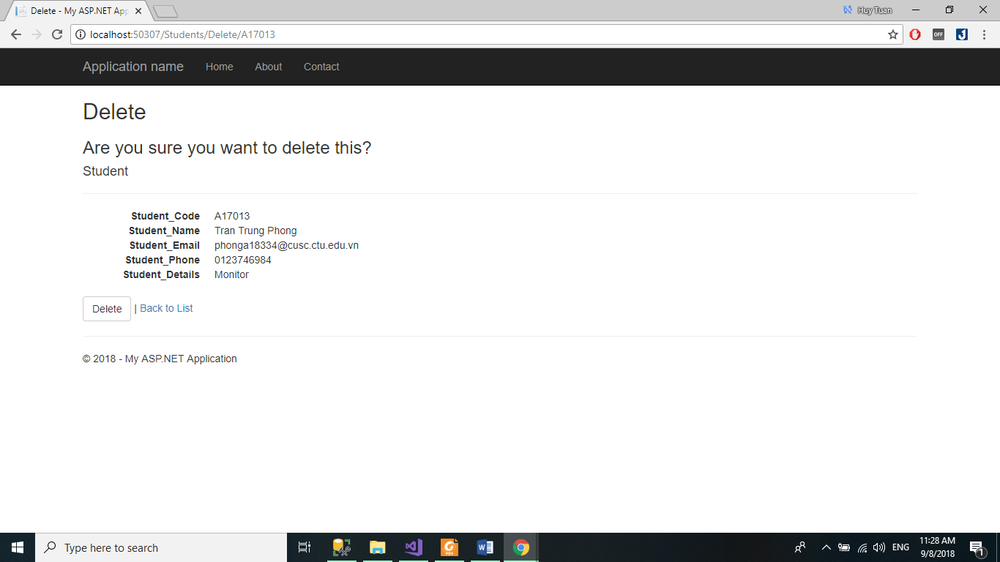 Delete - My ASP.NET App
Huy Tuan
localhost:50307/Students/Delete/A17013
OFF
Application name Home About Contact
Delete
Are you sure you want to delete this?
Student
Student_Code A17013
Student_Name Tran Trung Phong
Student_Email phonga18334@cusc.ctu.edu.vn
Student_Phone 0123746984
Student_Details Monitor
Delete | Back to List
© 2018 - My ASP.NET Application
Type here to search
PDF
ENG
11:28 AM
9/8/2018
1